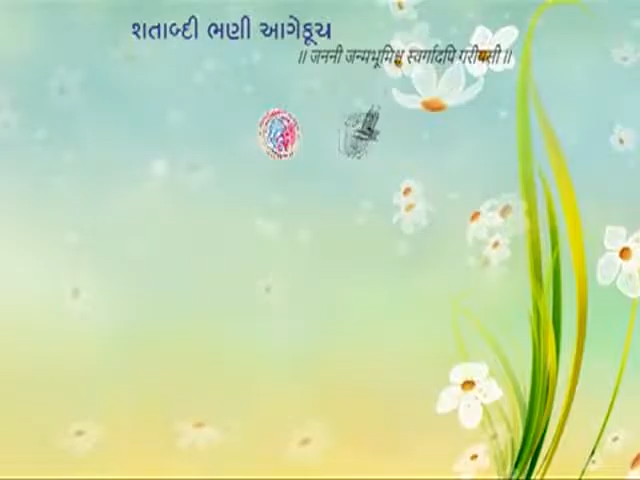 શતાબ્દી ભણી આગેકૂચ
॥ जननी जन्मभूमिश्च स्वर्गादपि गरीयसी ॥